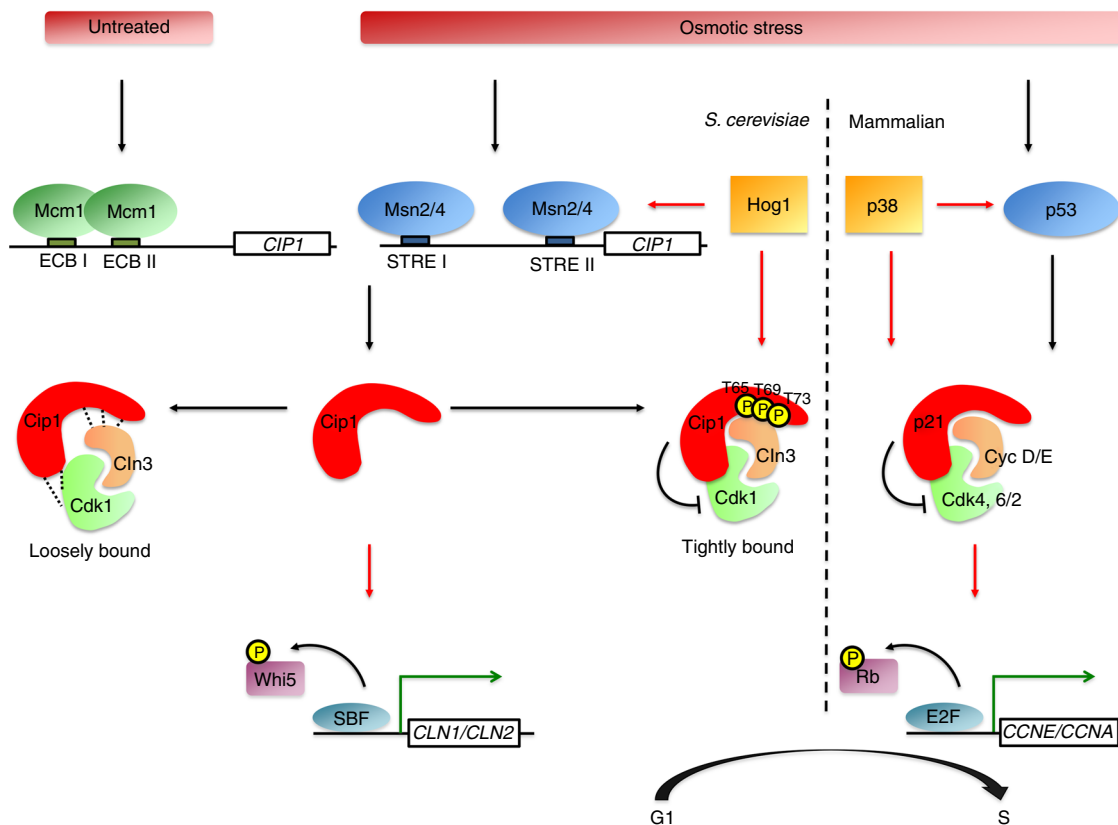 Untreated
Osmotic stress
S. cerevisiae
Mammalian
Mcm1
Mcm1
ECB I
ECB II
CIP1
Msn2/4
Msn2/4
STRE I
STRE II
CIP1
Hog1
p38
p53
Cip1
Cln3
Cdk1
Loosely bound
Cip1
T65
T69
T73
P
P
P
Cip1
Cln3
Cdk1
Tightly bound
p21
Cyc D/E
Cdk4, 6/2
P
Whi5
SBF
CLN1/CLN2
P
Rb
E2F
CCNE/CCNA
G1
S